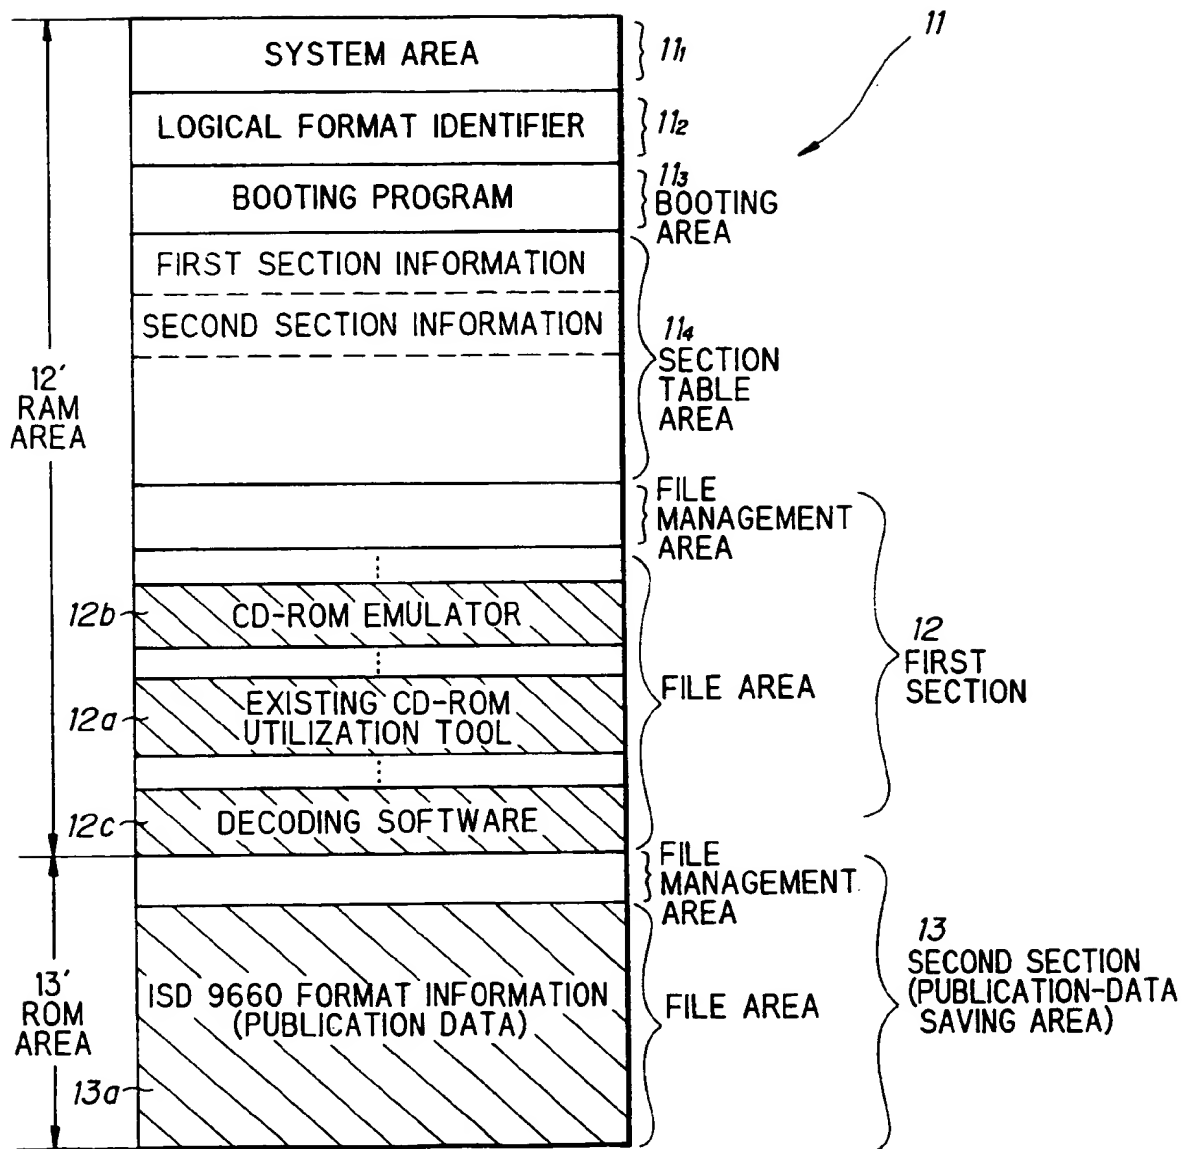 11
SYSTEM AREA
11₁
LOGICAL FORMAT IDENTIFIER
11₂
BOOTING PROGRAM
11₃
BOOTING
AREA
FIRST SECTION INFORMATION
SECOND SECTION INFORMATION
11₄
SECTION
TABLE
AREA
12′
RAM
AREA
FILE
MANAGEMENT
AREA
12b
CD-ROM EMULATOR
12a
EXISTING CD-ROM
UTILIZATION TOOL
12c
DECODING SOFTWARE
FILE AREA
12
FIRST
SECTION
FILE
MANAGEMENT
AREA
13′
ROM
AREA
ISD 9660 FORMAT INFORMATION
(PUBLICATION DATA)
13a
FILE AREA
13
SECOND SECTION
(PUBLICATION-DATA
SAVING AREA)